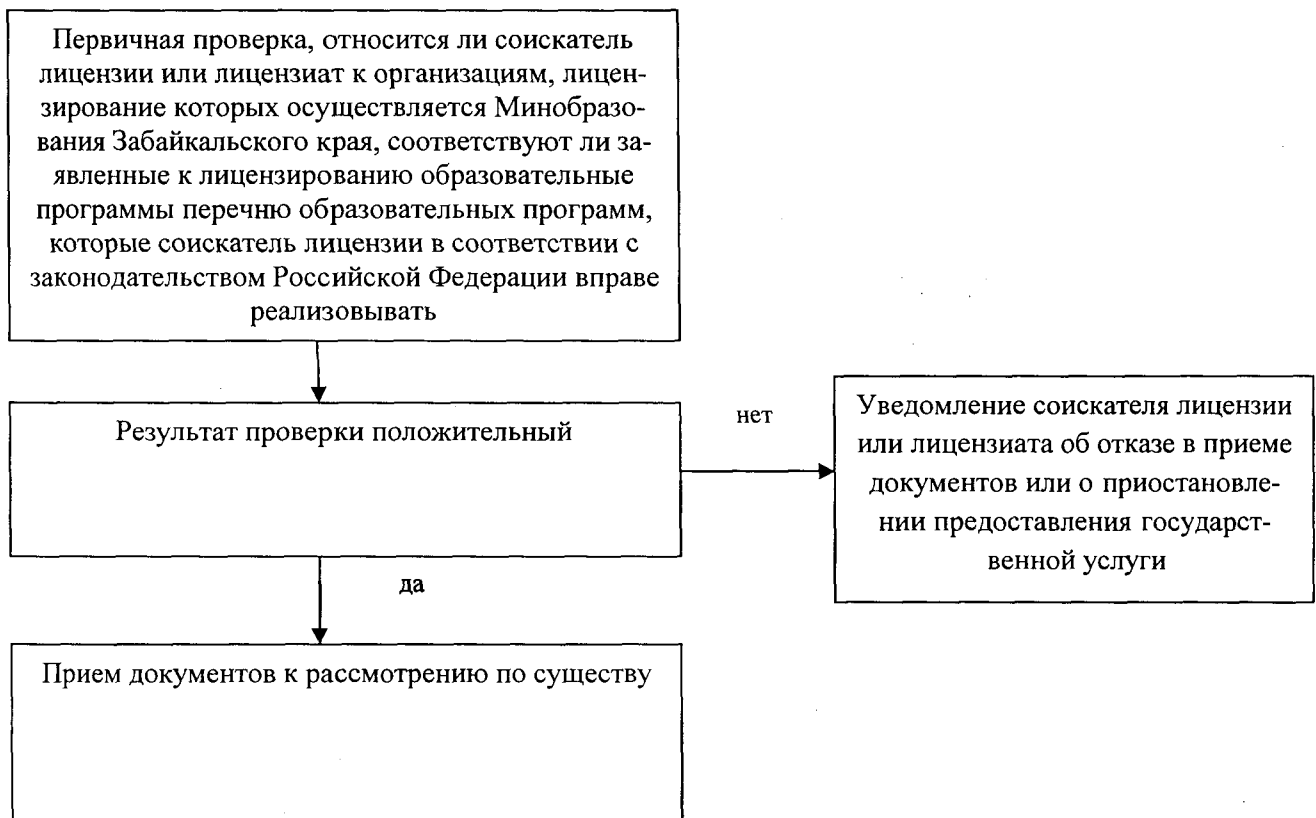 Первичная проверка, относится ли соискатель
лицензии или лицензиат к организациям, лицен-
зирование которых осуществляется Минобразо-
вания Забайкальского края, соответствуют ли за-
явленные к лицензированию образовательные
программы перечню образовательных программ,
которые соискатель лицензии в соответствии с
законодательством Российской Федерации вправе
реализовывать
Результат проверки положительный
нет
Уведомление соискателя лицензии
или лицензиата об отказе в приеме
документов или о приостановле-
нии предоставления государст-
венной услуги
да
Прием документов к рассмотрению по существу